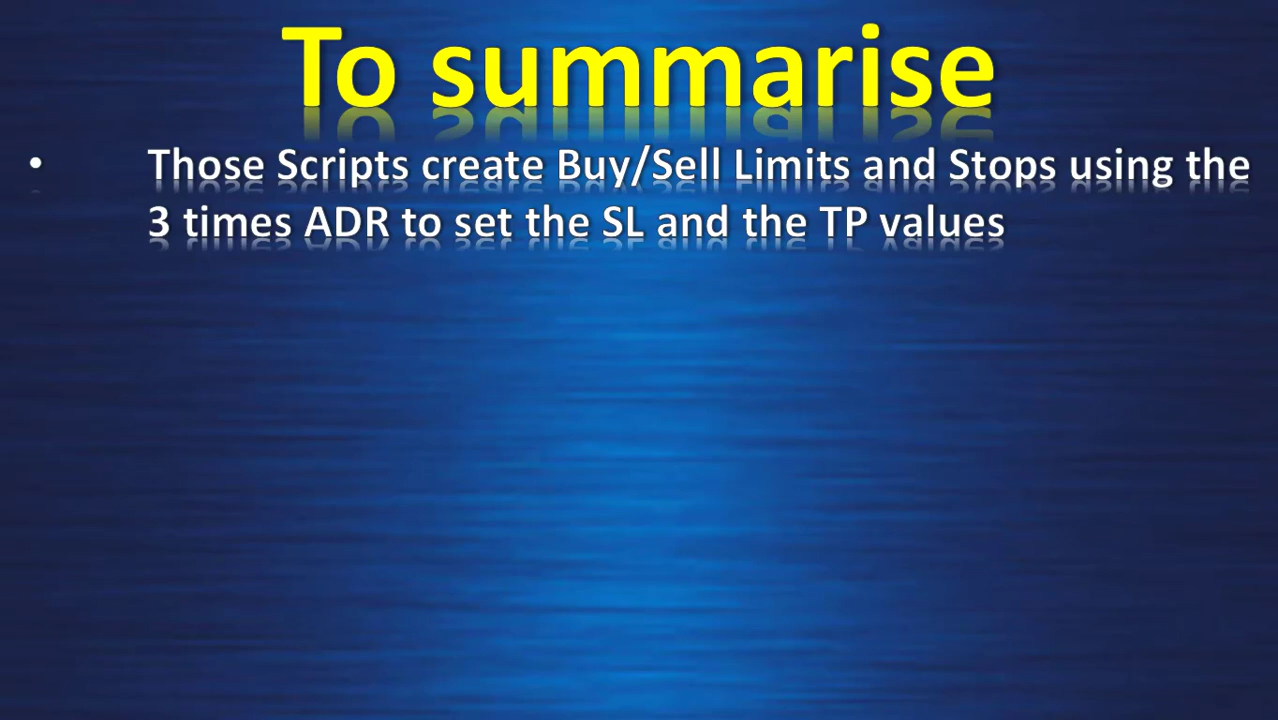 To summarise
• Those Scripts create Buy/Sell Limits and Stops using the
3 times ADR to set the SL and the TP values